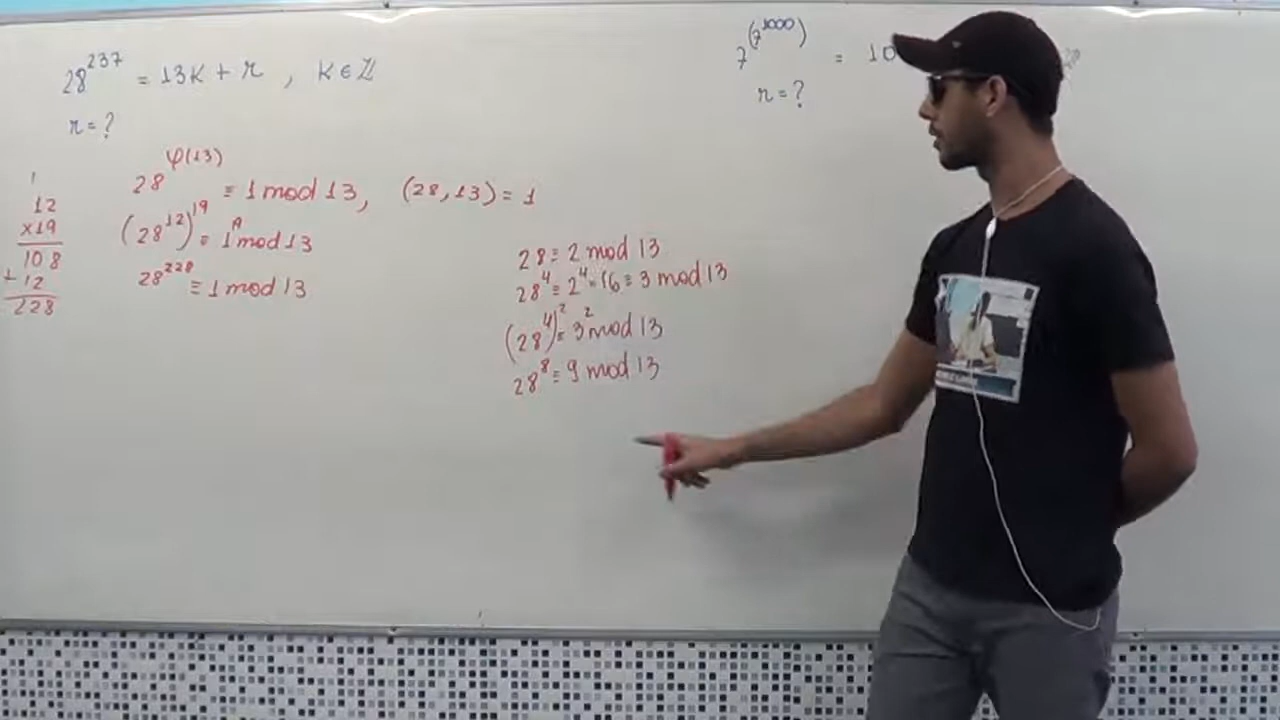 28^237 = 13K + r , K ∈ ℤ
r = ?
28^φ(13) ≡ 1 mod 13, (28,13) = 1
(28^12)^19 ≡ 1^19 mod 13
28^228 ≡ 1 mod 13
1
12
x19
108
+12
228
28 ≡ 2 mod 13
28^4 ≡ 2^4 = 16 ≡ 3 mod 13
(28^4)^2 ≡ 3^2 mod 13
28^8 ≡ 9 mod 13
7^(7^1000) = 10
r = ?